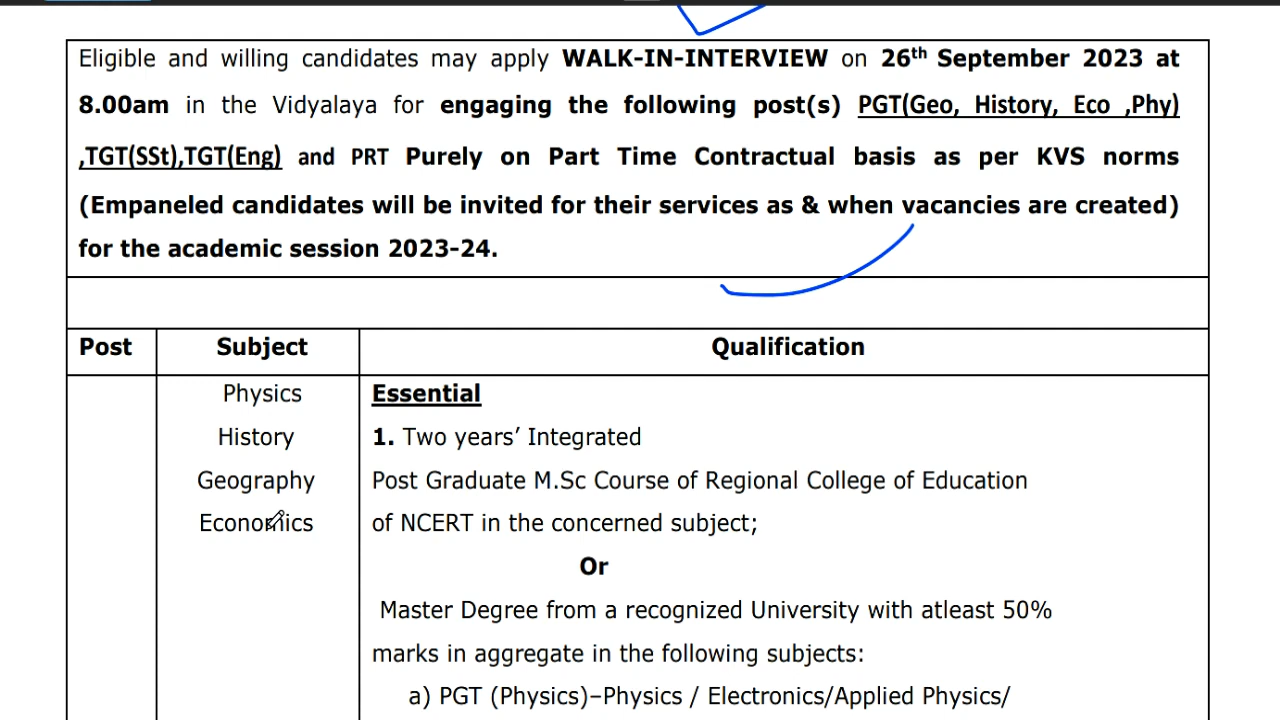 Eligible and willing candidates may apply WALK-IN-INTERVIEW on 26th September 2023 at
8.00am in the Vidyalaya for engaging the following post(s) PGT(Geo, History, Eco ,Phy)
,TGT(SSt),TGT(Eng) and PRT Purely on Part Time Contractual basis as per KVS norms
(Empaneled candidates will be invited for their services as & when vacancies are created)
for the academic session 2023-24.
Post Subject Qualification
Physics Essential
History 1. Two years’ Integrated
Geography Post Graduate M.Sc Course of Regional College of Education
Economics of NCERT in the concerned subject;
Or
Master Degree from a recognized University with atleast 50%
marks in aggregate in the following subjects:
a) PGT (Physics)–Physics / Electronics/Applied Physics/